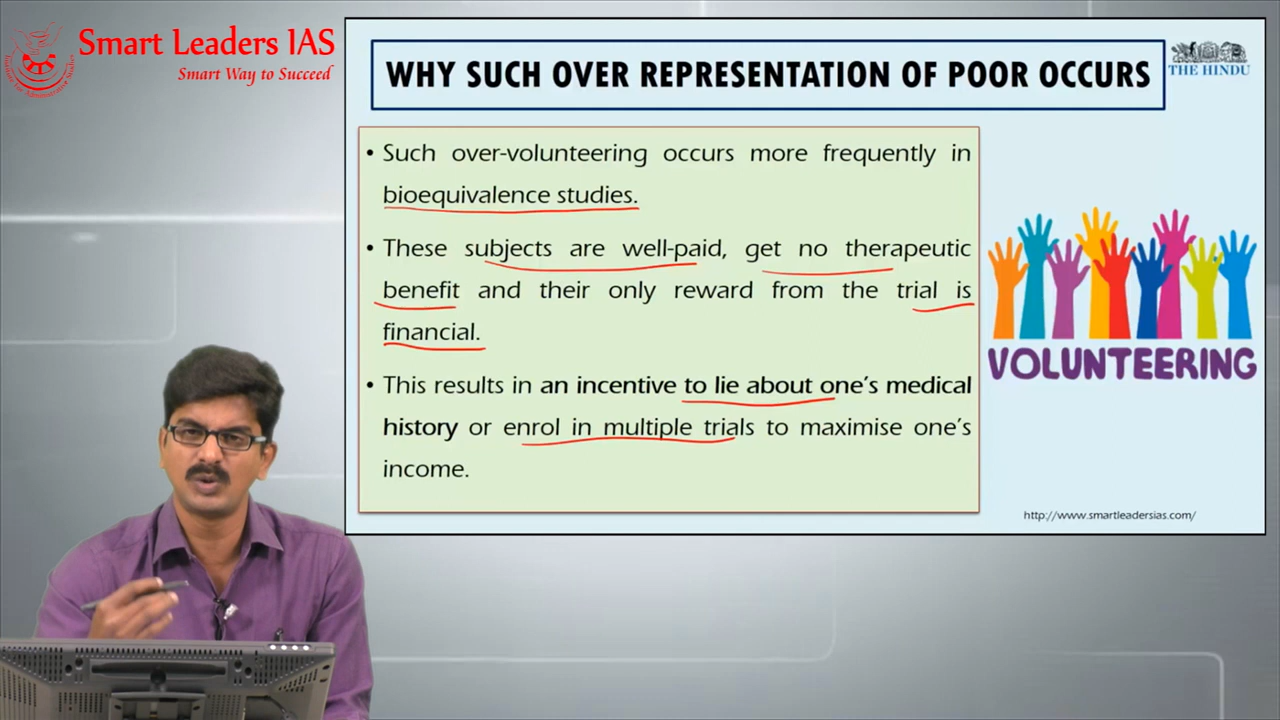 Smart Leaders IAS
Smart Way to Succeed
WHY SUCH OVER REPRESENTATION OF POOR OCCURS
THE HINDU
• Such over-volunteering occurs more frequently in
bioequivalence studies.
• These subjects are well-paid, get no therapeutic
benefit and their only reward from the trial is
financial.
• This results in an incentive to lie about one's medical
history or enrol in multiple trials to maximise one's
income.
VOLUNTEERING
http://www.smartleadersias.com/